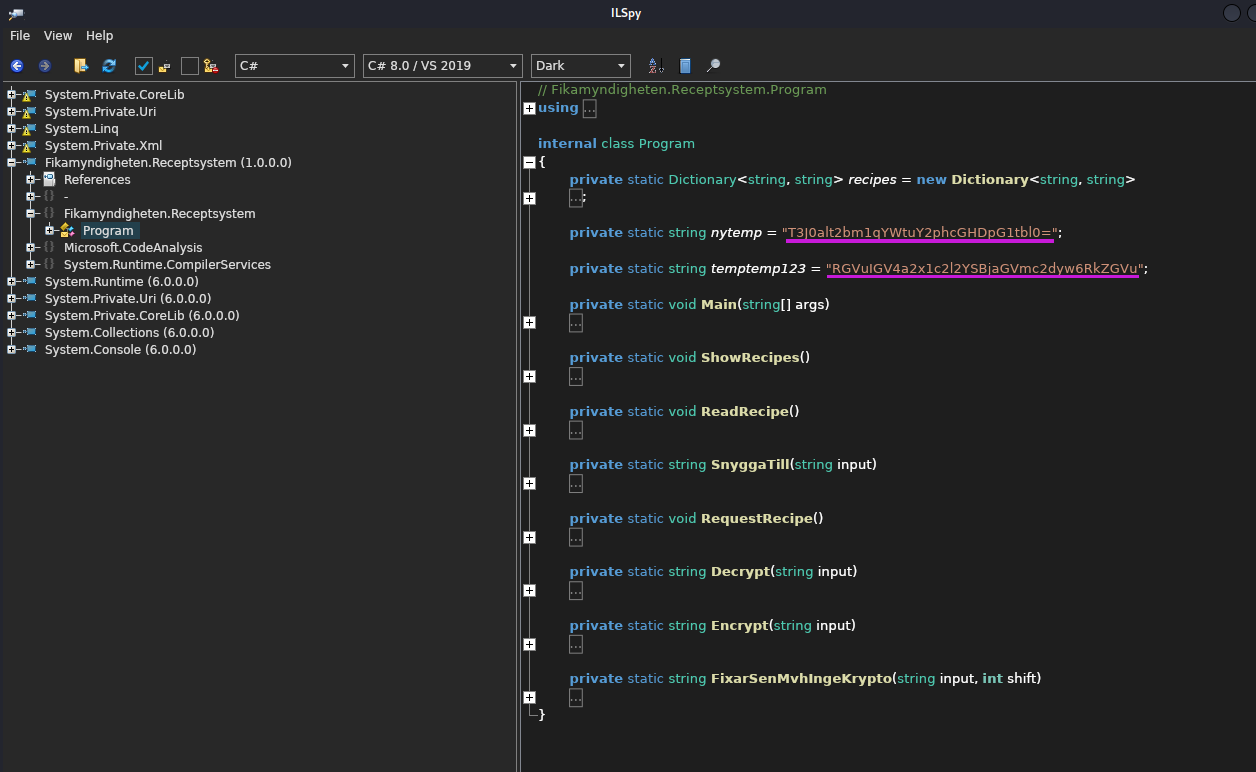 ILSpy
File View Help
C# C# 8.0 / VS 2019 Dark
System.Private.CoreLib
System.Private.Uri
System.Linq
System.Private.Xml
Fikamyndigheten.Receptsystem (1.0.0.0)
References
-
Fikamyndigheten.Receptsystem
Program
Microsoft.CodeAnalysis
System.Runtime.CompilerServices
System.Runtime (6.0.0.0)
System.Private.Uri (6.0.0.0)
System.Private.CoreLib (6.0.0.0)
System.Collections (6.0.0.0)
System.Console (6.0.0.0)
// Fikamyndigheten.Receptsystem.Program
using ...
internal class Program
{
private static Dictionary<string, string> recipes = new Dictionary<string, string>
...;
private static string nytemp = "T3J0alt2bm1qYWtuY2phcGHDpG1tbl0=";
private static string temptemp123 = "RGVuIGV4a2x1c2l2YSBjaGVmc2dyw6RkZGVu";
private static void Main(string[] args)
...
private static void ShowRecipes()
...
private static void ReadRecipe()
...
private static string SnyggaTill(string input)
...
private static void RequestRecipe()
...
private static string Decrypt(string input)
...
private static string Encrypt(string input)
...
private static string FixarSenMvhIngeKrypto(string input, int shift)
...
}